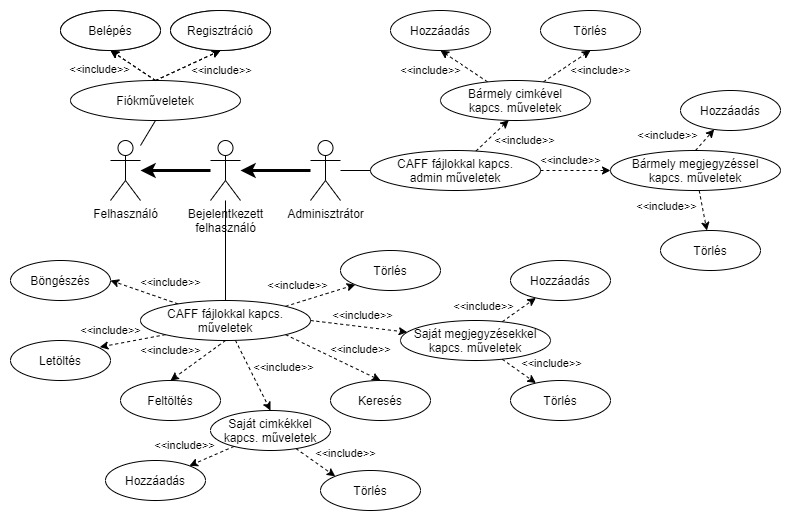 Belépés
Regisztráció
<<include>>
<<include>>
Fiókműveletek
Hozzáadás
Törlés
<<include>>
<<include>>
Bármely cimkével
kapcs. műveletek
<<include>>
Hozzáadás
<<include>>
CAFF fájlokkal kapcs.
admin műveletek
<<include>>
Bármely megjegyzéssel
kapcs. műveletek
<<include>>
Törlés
Felhasználó
Bejelentkezett
felhasználó
Adminisztrátor
Böngészés
<<include>>
Törlés
<<include>>
CAFF fájlokkal kapcs.
műveletek
<<include>>
Hozzáadás
<<include>>
Saját megjegyzésekkel
kapcs. műveletek
<<include>>
Törlés
<<include>>
Letöltés
<<include>>
Feltöltés
<<include>>
<<include>>
Keresés
Saját cimkékkel
kapcs. műveletek
<<include>>
Hozzáadás
<<include>>
Törlés